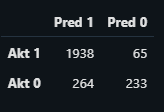 Pred 1 Pred 0
Akt 1 1938 65
Akt 0 264 233